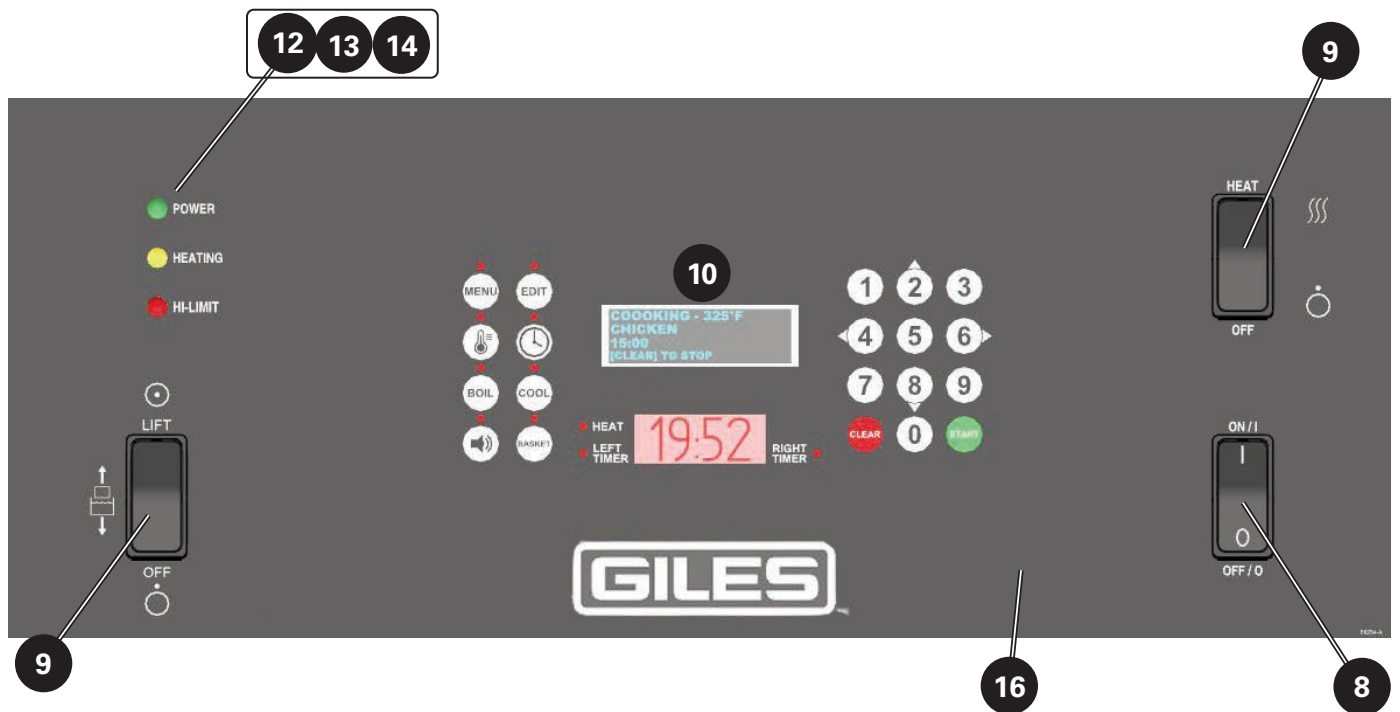 12 13 14
9
POWER
HEATING
HI-LIMIT
LIFT
OFF
9
MENU EDIT
BOIL COOL
BASKET
10
COOOKING - 325°F
CHICKEN
15:00
[CLEAR] TO STOP
HEAT
LEFT
TIMER
19:52
RIGHT
TIMER
1 2 3
4 5 6
7 8 9
CLEAR 0 START
GILES
HEAT
OFF
ON / I
I
O
OFF / O
16
8